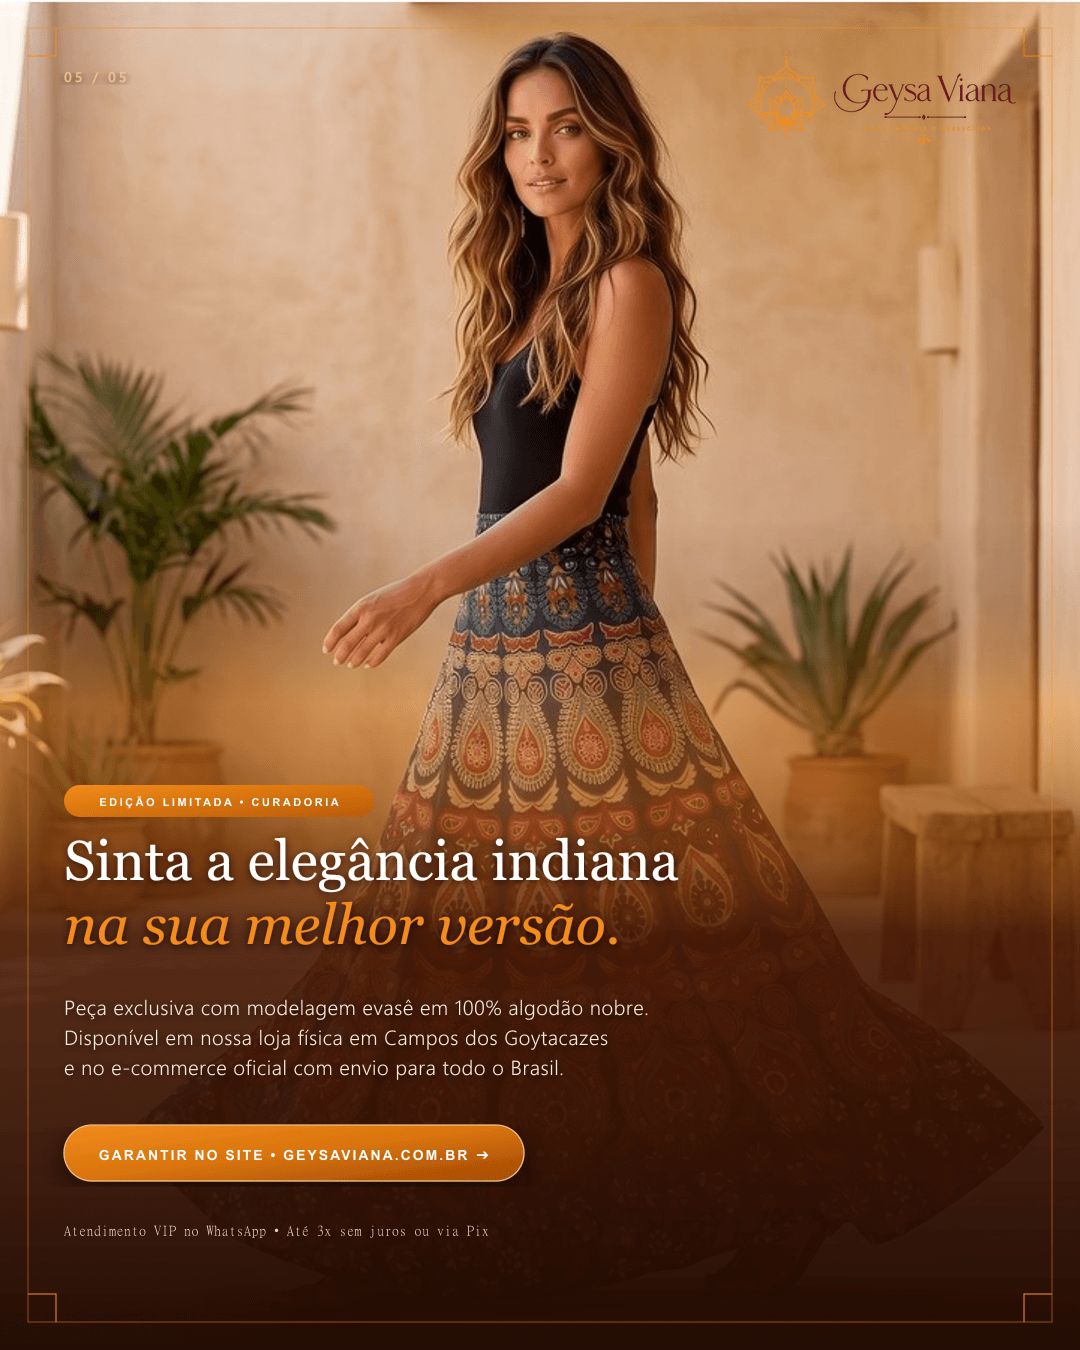 05 / 05
Geysa Viana
EDIÇÃO LIMITADA • CURADORIA
Sinta a elegância indiana
na sua melhor versão.
Peça exclusiva com modelagem evasê em 100% algodão nobre.
Disponível em nossa loja física em Campos dos Goytacazes
e no e-commerce oficial com envio para todo o Brasil.
GARANTIR NO SITE • GEYSAVIANA.COM.BR →
Atendimento VIP no WhatsApp • Até 3x sem juros ou via Pix